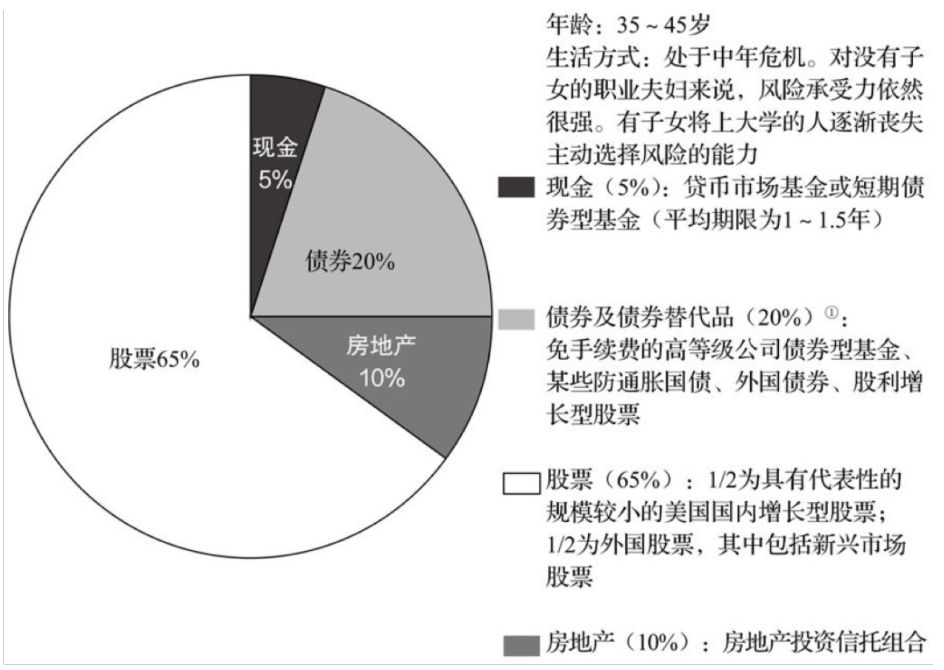 现金
5%
债券20%
房地产
10%
股票65%
年龄：35～45岁
生活方式：处于中年危机。对没有子
女的职业夫妇来说，风险承受力依然
很强。有子女将上大学的人逐渐丧失
主动选择风险的能力
现金（5%）：贷币市场基金或短期债
券型基金（平均期限为1～1.5年）
债券及债券替代品（20%）①：
免手续费的高等级公司债券型基金、
某些防通胀国债、外国债券、股利增
长型股票
股票（65%）：1/2为具有代表性的
规模较小的美国国内增长型股票；
1/2为外国股票，其中包括新兴市场
股票
房地产（10%）：房地产投资信托组合